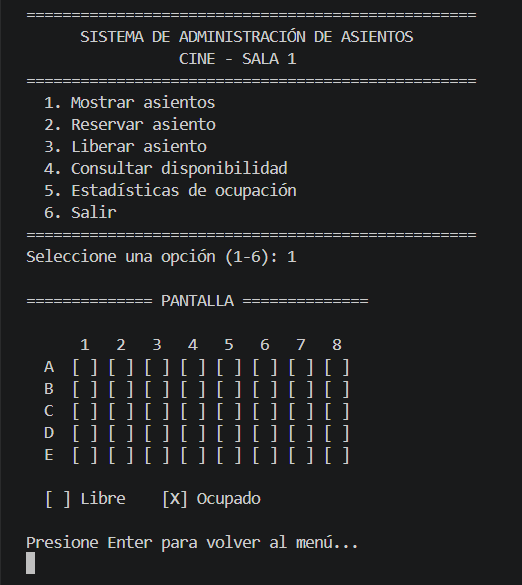 ==================================================
SISTEMA DE ADMINISTRACIÓN DE ASIENTOS
CINE - SALA 1
==================================================
1. Mostrar asientos
2. Reservar asiento
3. Liberar asiento
4. Consultar disponibilidad
5. Estadísticas de ocupación
6. Salir
==================================================
Seleccione una opción (1-6): 1
============== PANTALLA ==============
1 2 3 4 5 6 7 8
A [ ] [ ] [ ] [ ] [ ] [ ] [ ] [ ]
B [ ] [ ] [ ] [ ] [ ] [ ] [ ] [ ]
C [ ] [ ] [ ] [ ] [ ] [ ] [ ] [ ]
D [ ] [ ] [ ] [ ] [ ] [ ] [ ] [ ]
E [ ] [ ] [ ] [ ] [ ] [ ] [ ] [ ]
[ ] Libre [X] Ocupado
Presione Enter para volver al menú...